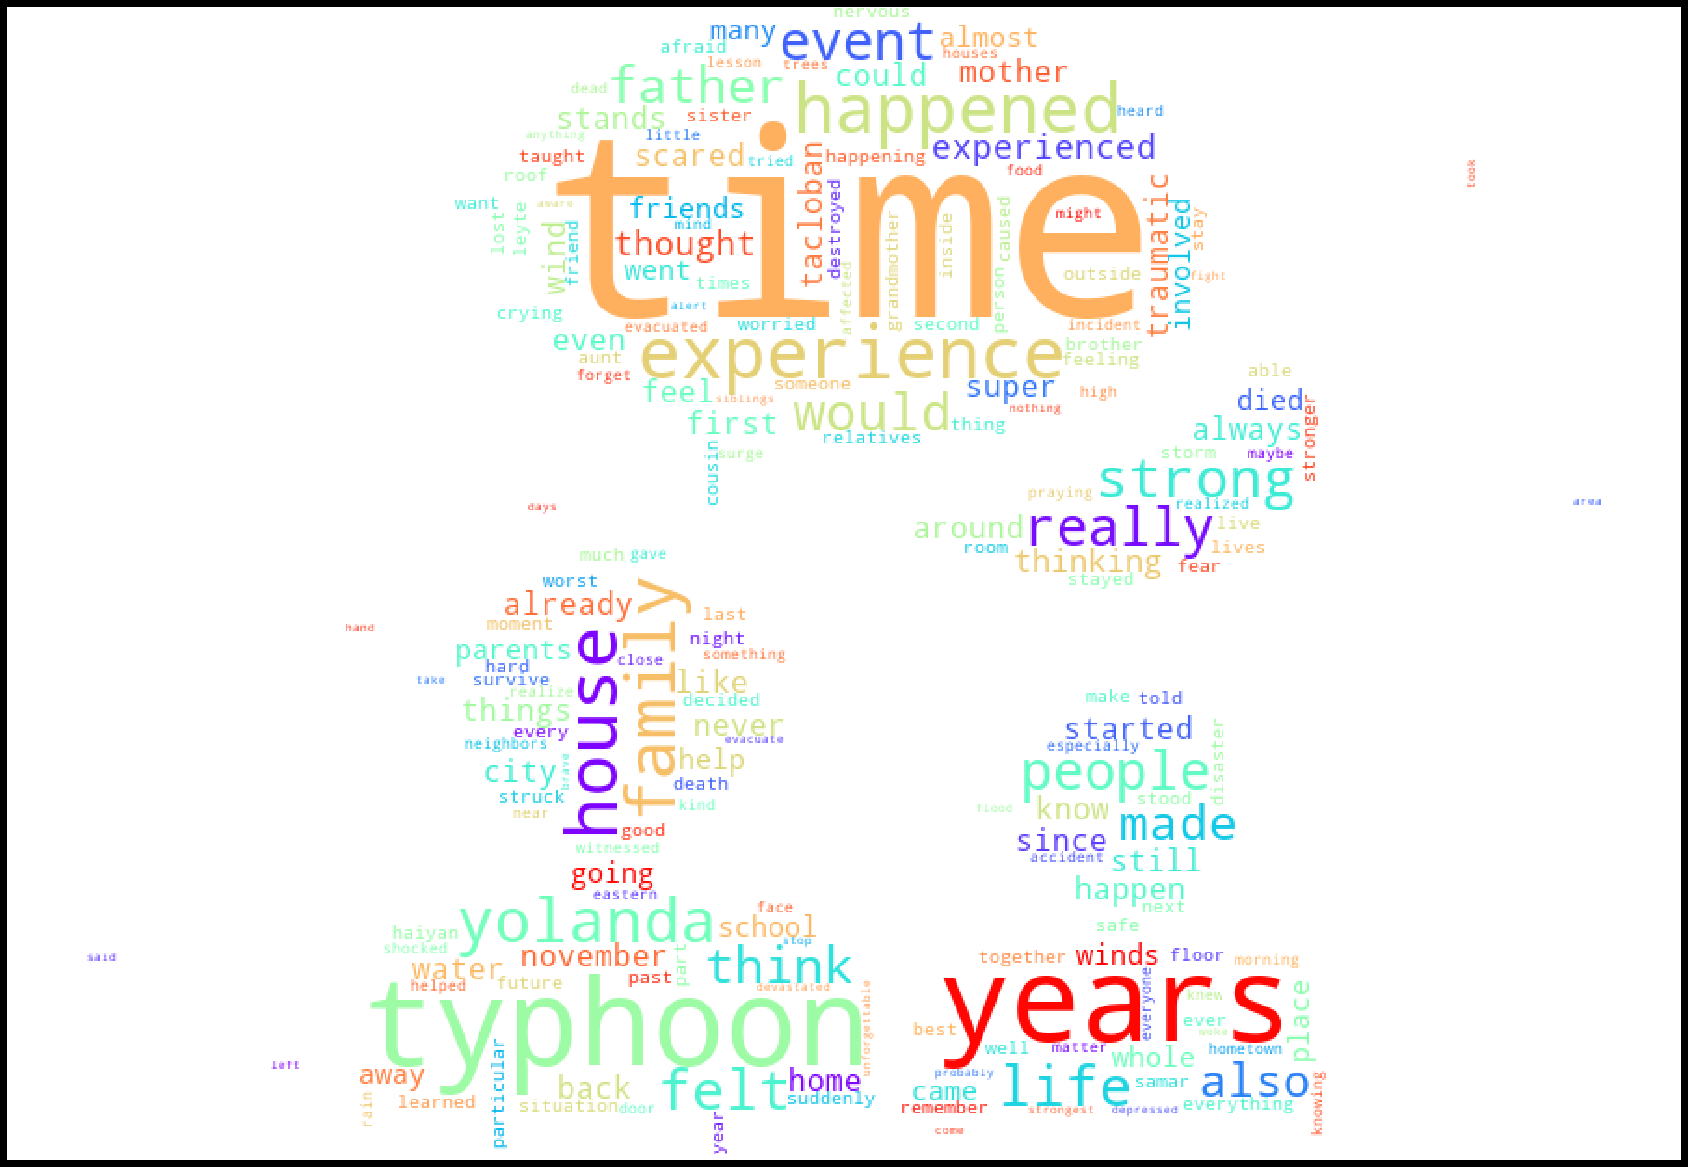 nervous
many event almost
afraid houses
lesson trees could mother
father
dead happened heard
stands sister
anything little experienced
taught scared tried tacloban happening
roof food
time
want aware friends might traumatic
lost leyte wind friend mind destroyed grandmother inside caused involved stay
thought
went times affected person outside fight
alert
crying evacuated worried second incident
even brother
aunt experience feeling
forget someone super high
feel siblings nothing
would thing
first relatives
cousin surge
able
died
always stronger
storm maybe
strong
praying realized
days area
around really live
room lives
thinking fear
stayed
took
much gave
worst
already family last
moment
hand
parents house close night
hard something
take survive like
realize decided
things never
every evacuate
neighbors
city brave help
struck death
near kind
good
witnessed
going
eastern
make told
started
especially disaster
people
flood know stood
made
since
accident still
happen
next
safe
yolanda face
haiyan school
shocked stop
november part think
water past
helped future devastated
typhoon unforgettable
said
left
away particular back felt home
rain learned situation door suddenly
year
together winds floor morning
years everyone knew place
best ever woke
well matter whole hometown
probably life samar also
came everything
remember strongest depressed knowing
come